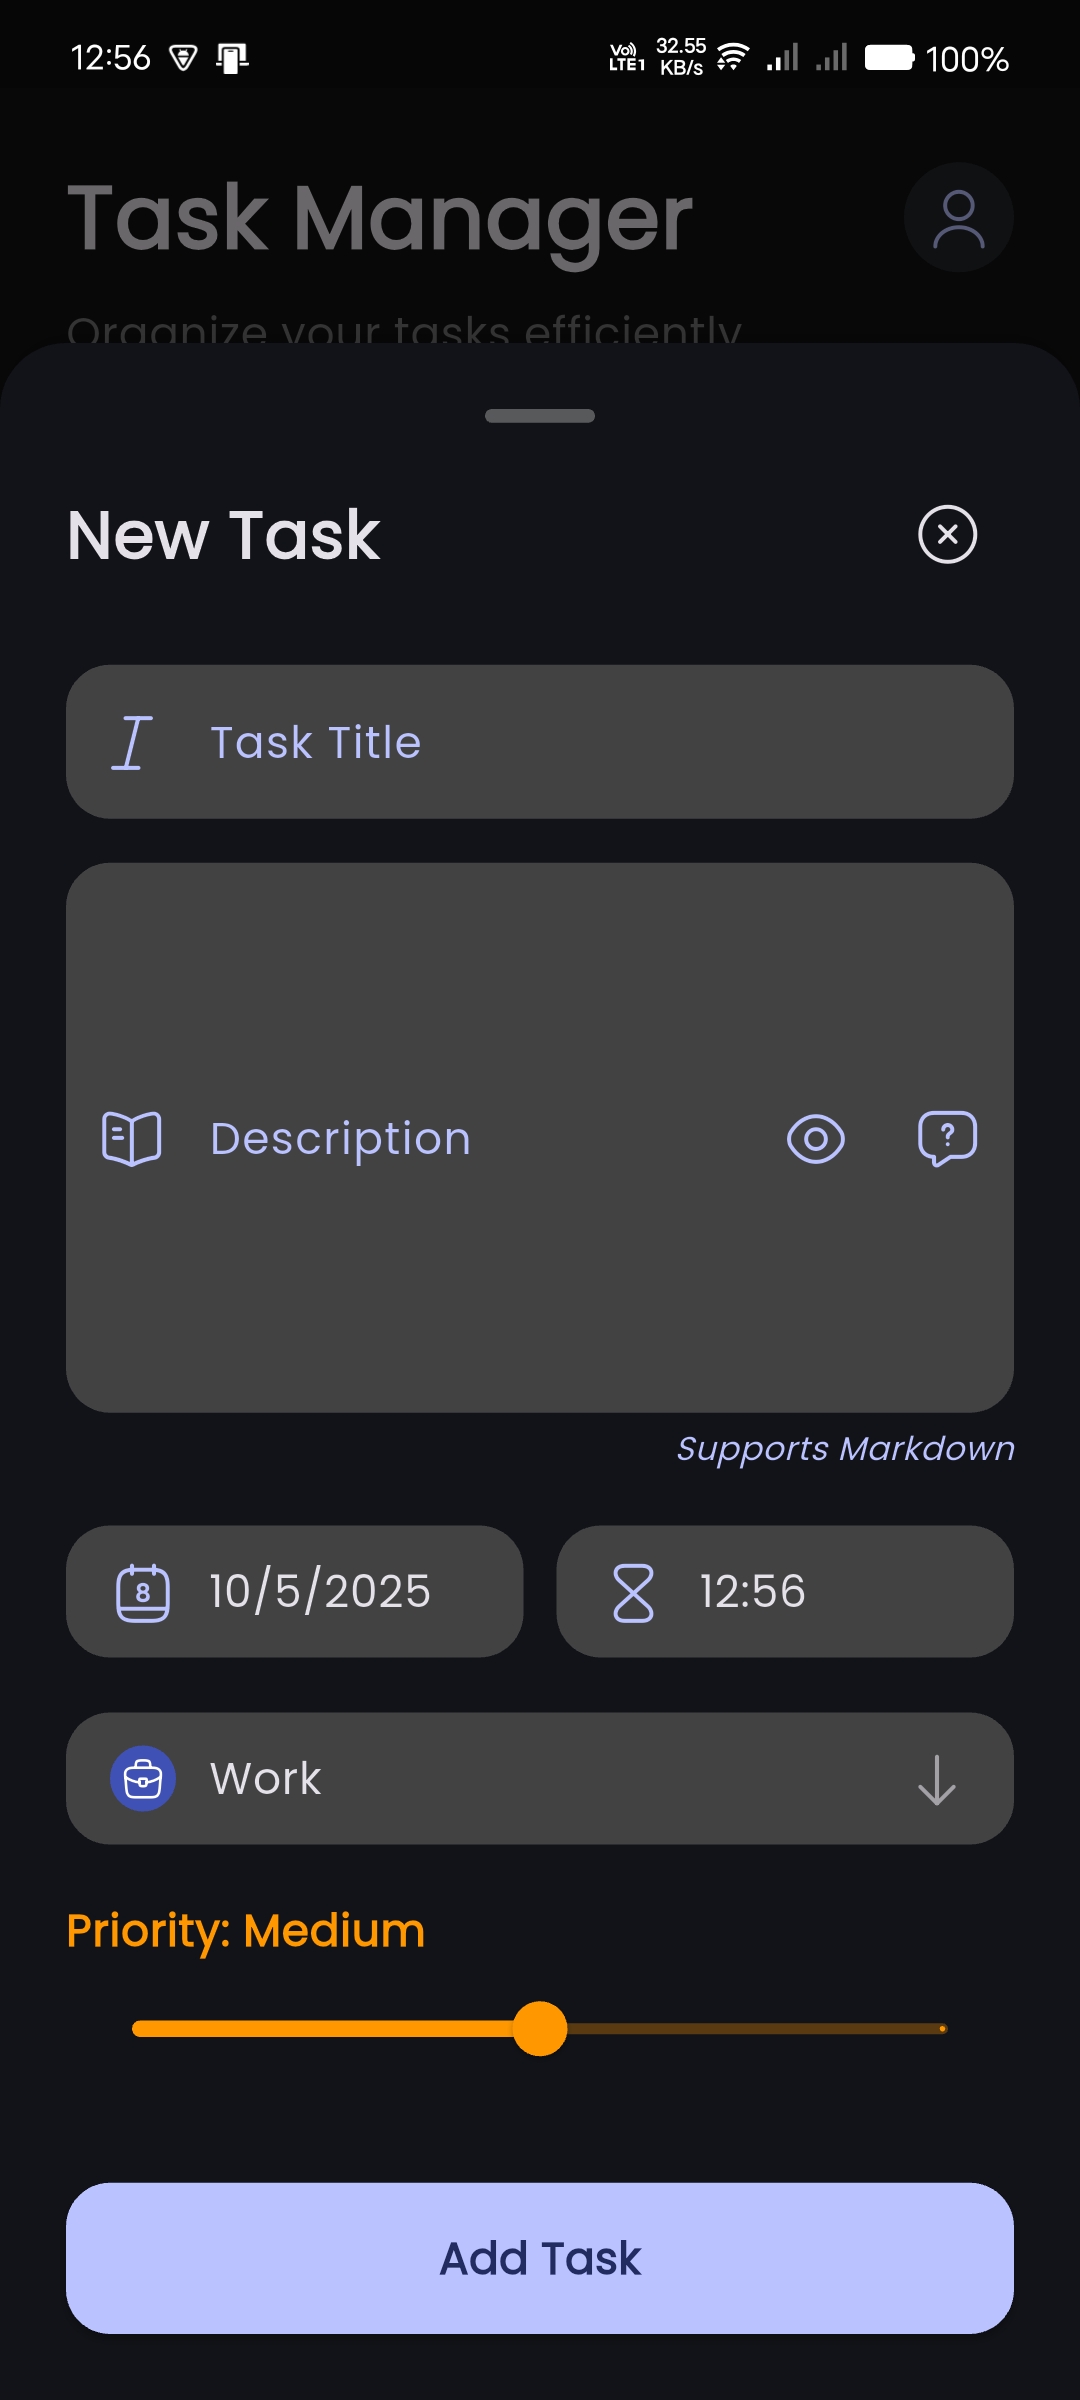 12:56
Vo) LTE1 32.55 KB/s 100%
Task Manager
Organize your tasks efficiently
New Task
Task Title
Description
?
Supports Markdown
8 10/5/2025 12:56
Work
Priority: Medium
Add Task